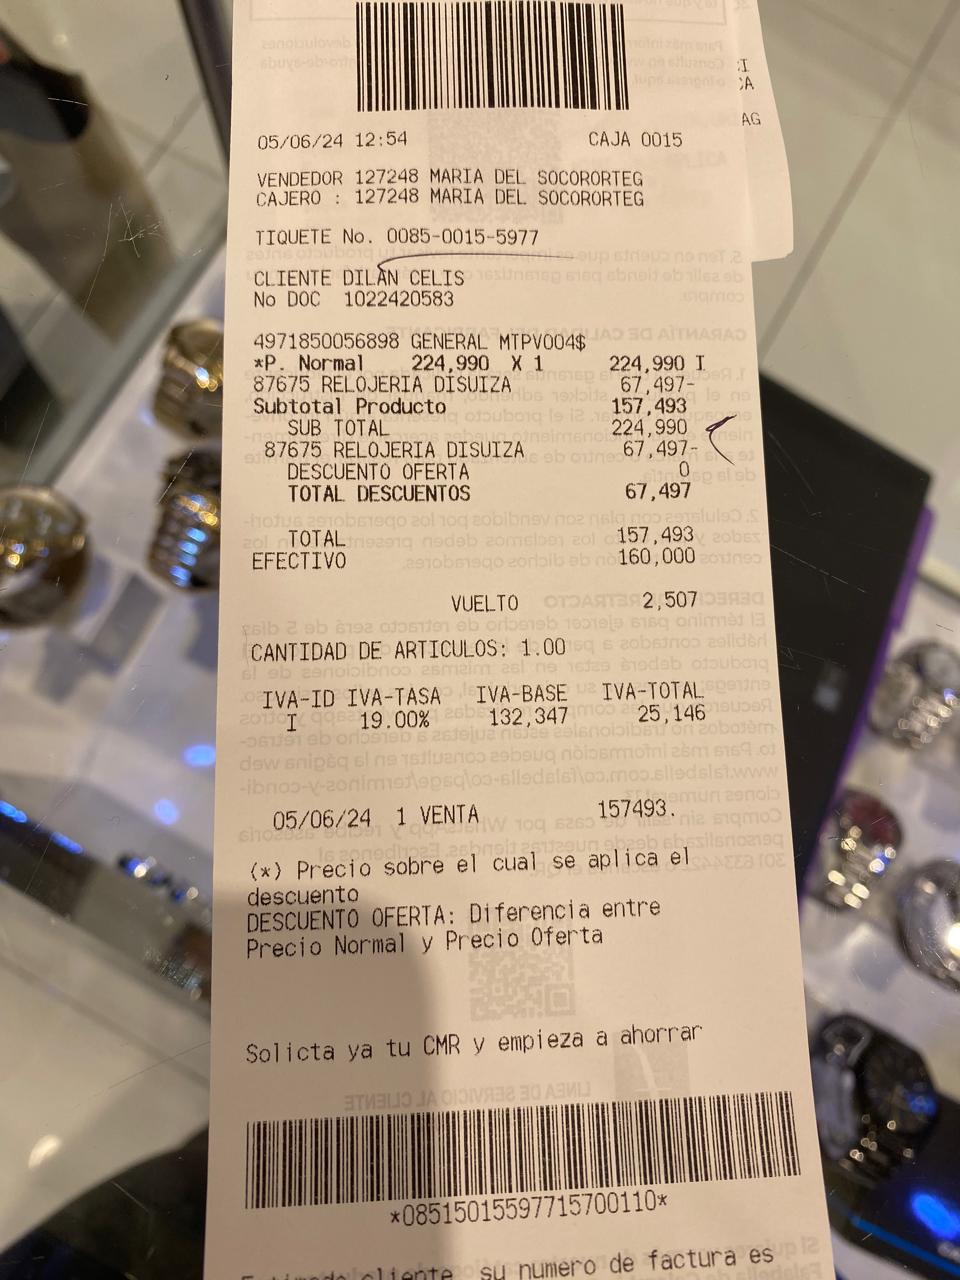 05/06/24 12:54 CAJA 0015
VENDEDOR 127248 MARIA DEL SOCORORTEG
CAJERO : 127248 MARIA DEL SOCORORTEG
TIQUETE No. 0085-0015-5977
CLIENTE DILAN CELIS
No DOC 1022420583
4971850056898 GENERAL MTPV004$
*P. Normal 224,990 X 1 224,990 I
87675 RELOJERIA DISUIZA 67,497-
Subtotal Producto 157,493
SUB TOTAL 224,990
87675 RELOJERIA DISUIZA 67,497-
DESCUENTO OFERTA 0
TOTAL DESCUENTOS 67,497
TOTAL 157,493
EFECTIVO 160,000
VUELTO 2,507
CANTIDAD DE ARTICULOS: 1.00
IVA-ID IVA-TASA IVA-BASE IVA-TOTAL
I 19.00% 132,347 25,146
05/06/24 1 VENTA 157493.
(*) Precio sobre el cual se aplica el
descuento
DESCUENTO OFERTA: Diferencia entre
Precio Normal y Precio Oferta
Solicta ya tu CMR y empieza a ahorrar
*08515015597715700110*
su numero de factura es